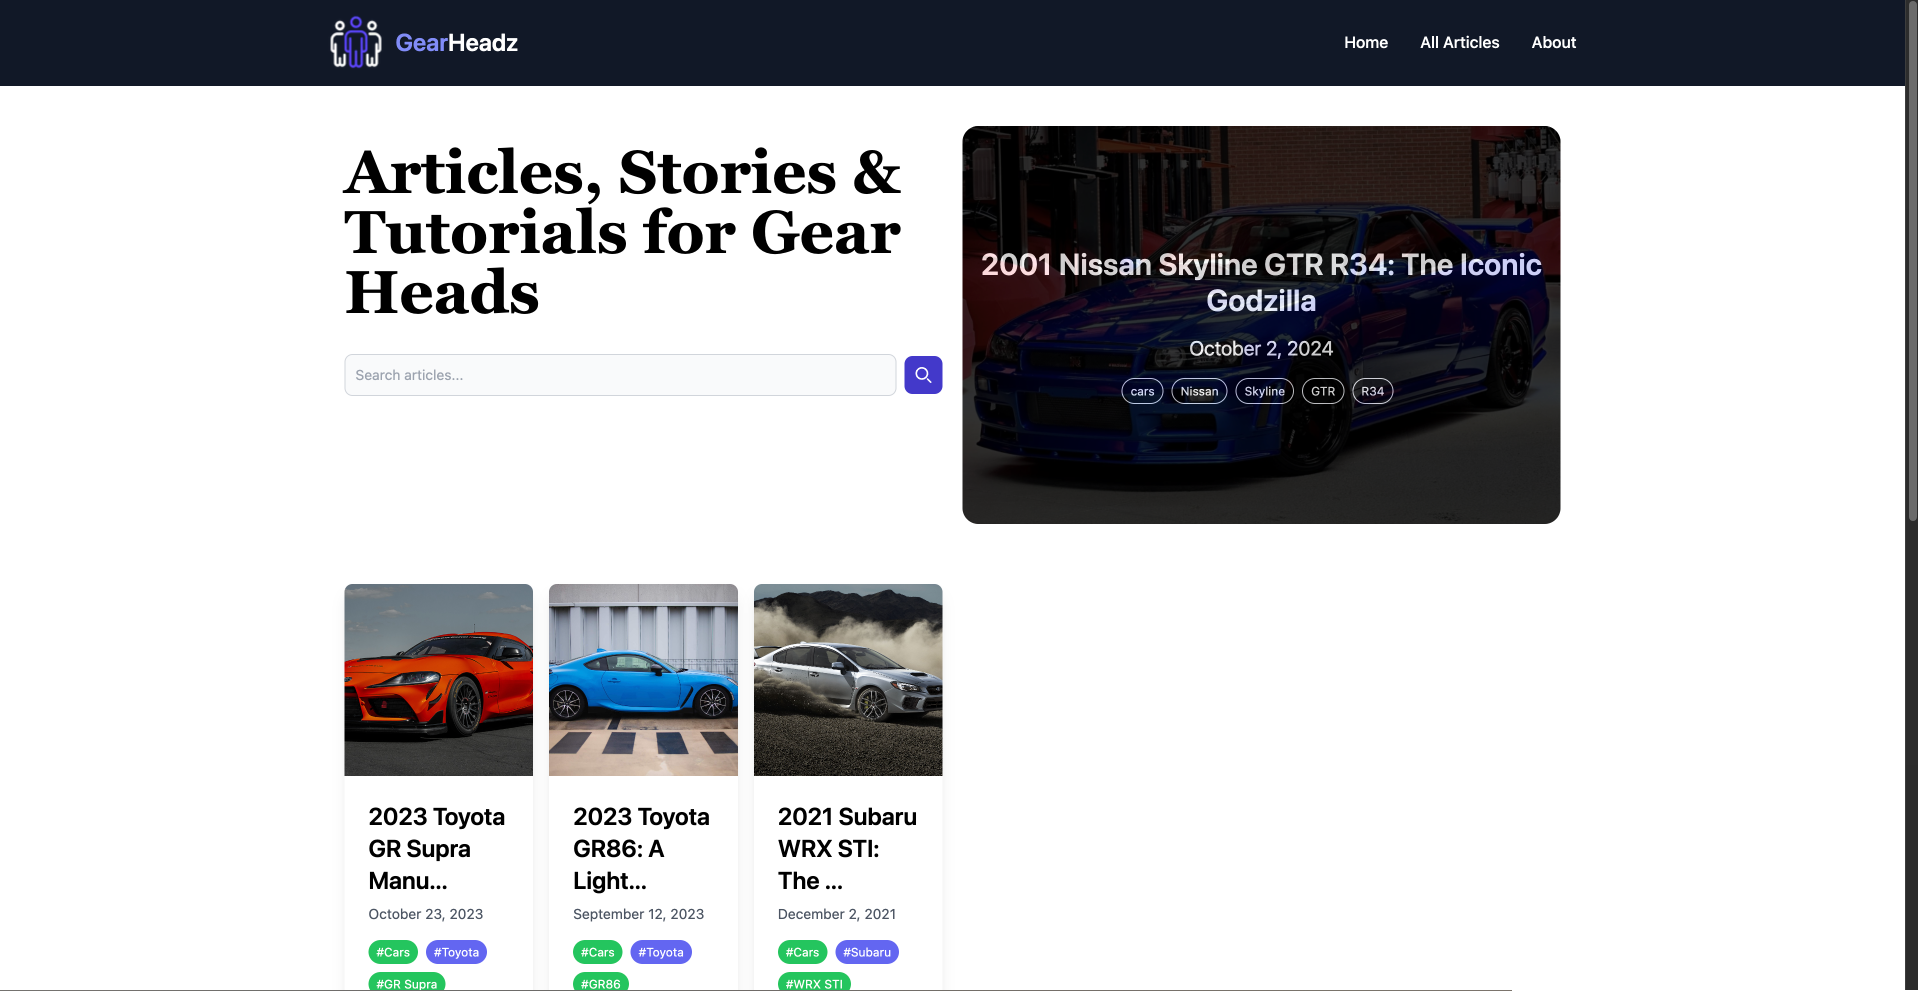 GearHeadz
Home
All Articles
About
Articles, Stories &
Tutorials for Gear
Heads
Search articles...
2001 Nissan Skyline GTR R34: The Iconic
Godzilla
October 2, 2024
cars
Nissan
Skyline
GTR
R34
2023 Toyota
GR Supra
Manu...
October 23, 2023
#Cars
#Toyota
#GR Supra
2023 Toyota
GR86: A
Light...
September 12, 2023
#Cars
#Toyota
#GR86
2021 Subaru
WRX STI:
The ...
December 2, 2021
#Cars
#Subaru
#WRX STI